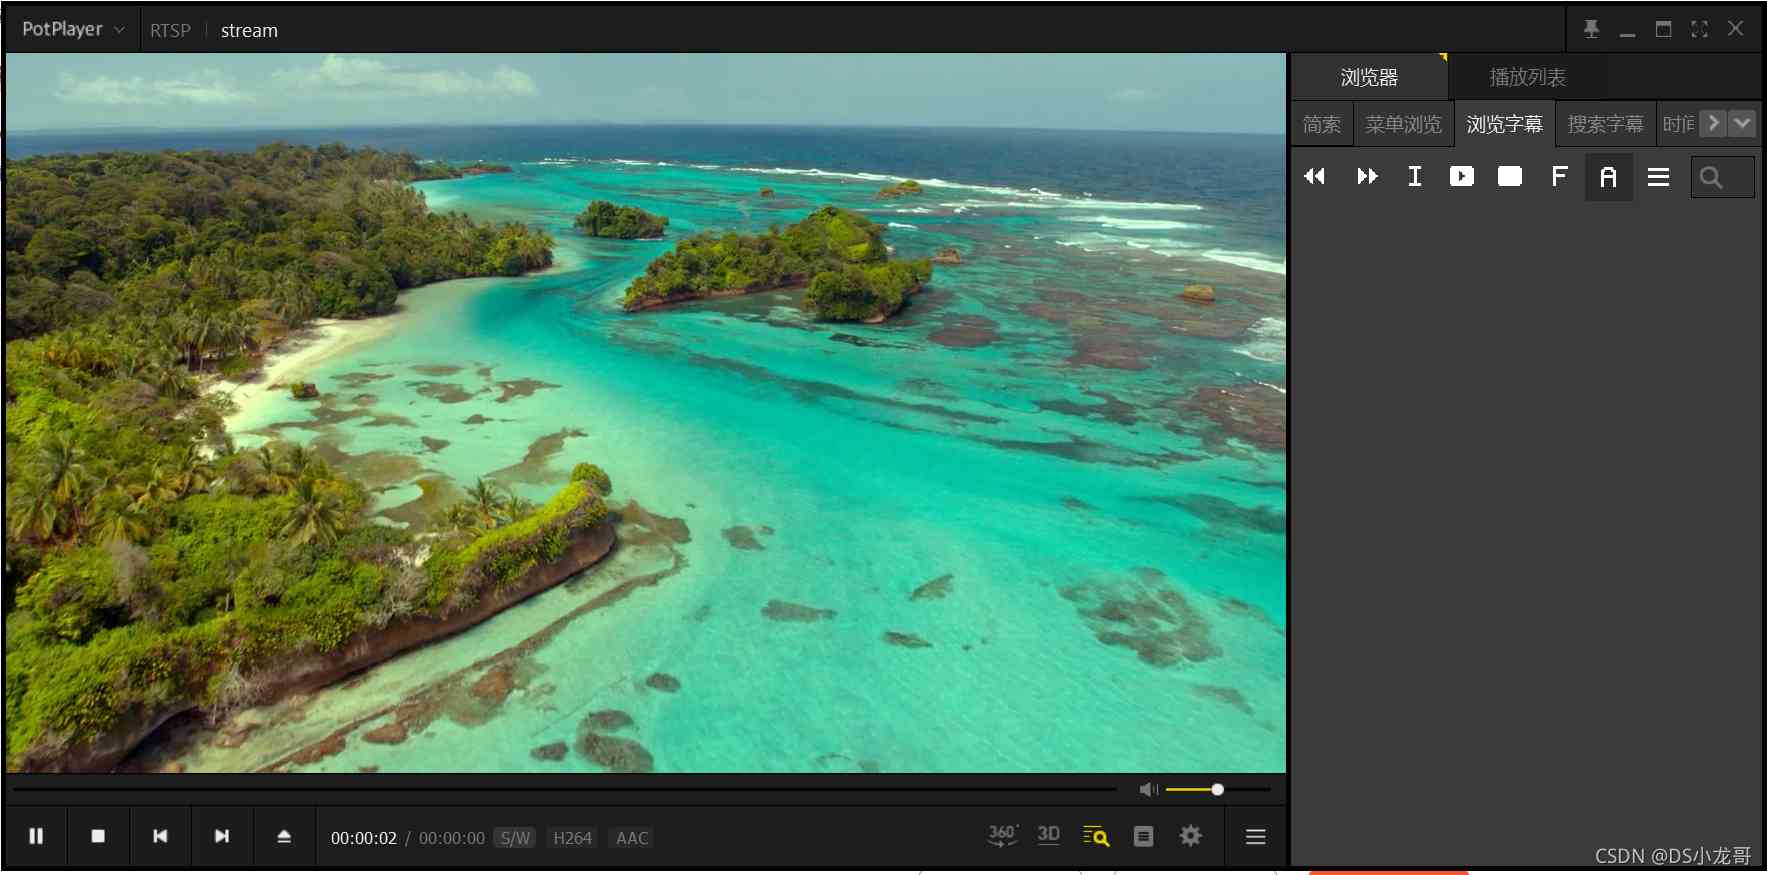 PotPlayer RTSP stream
浏览器 播放列表
简索 菜单浏览 浏览字幕 搜索字幕 时间
I F A
00:00:02 / 00:00:00 S/W H264 AAC 360° 3D
CSDN @DS小龙哥